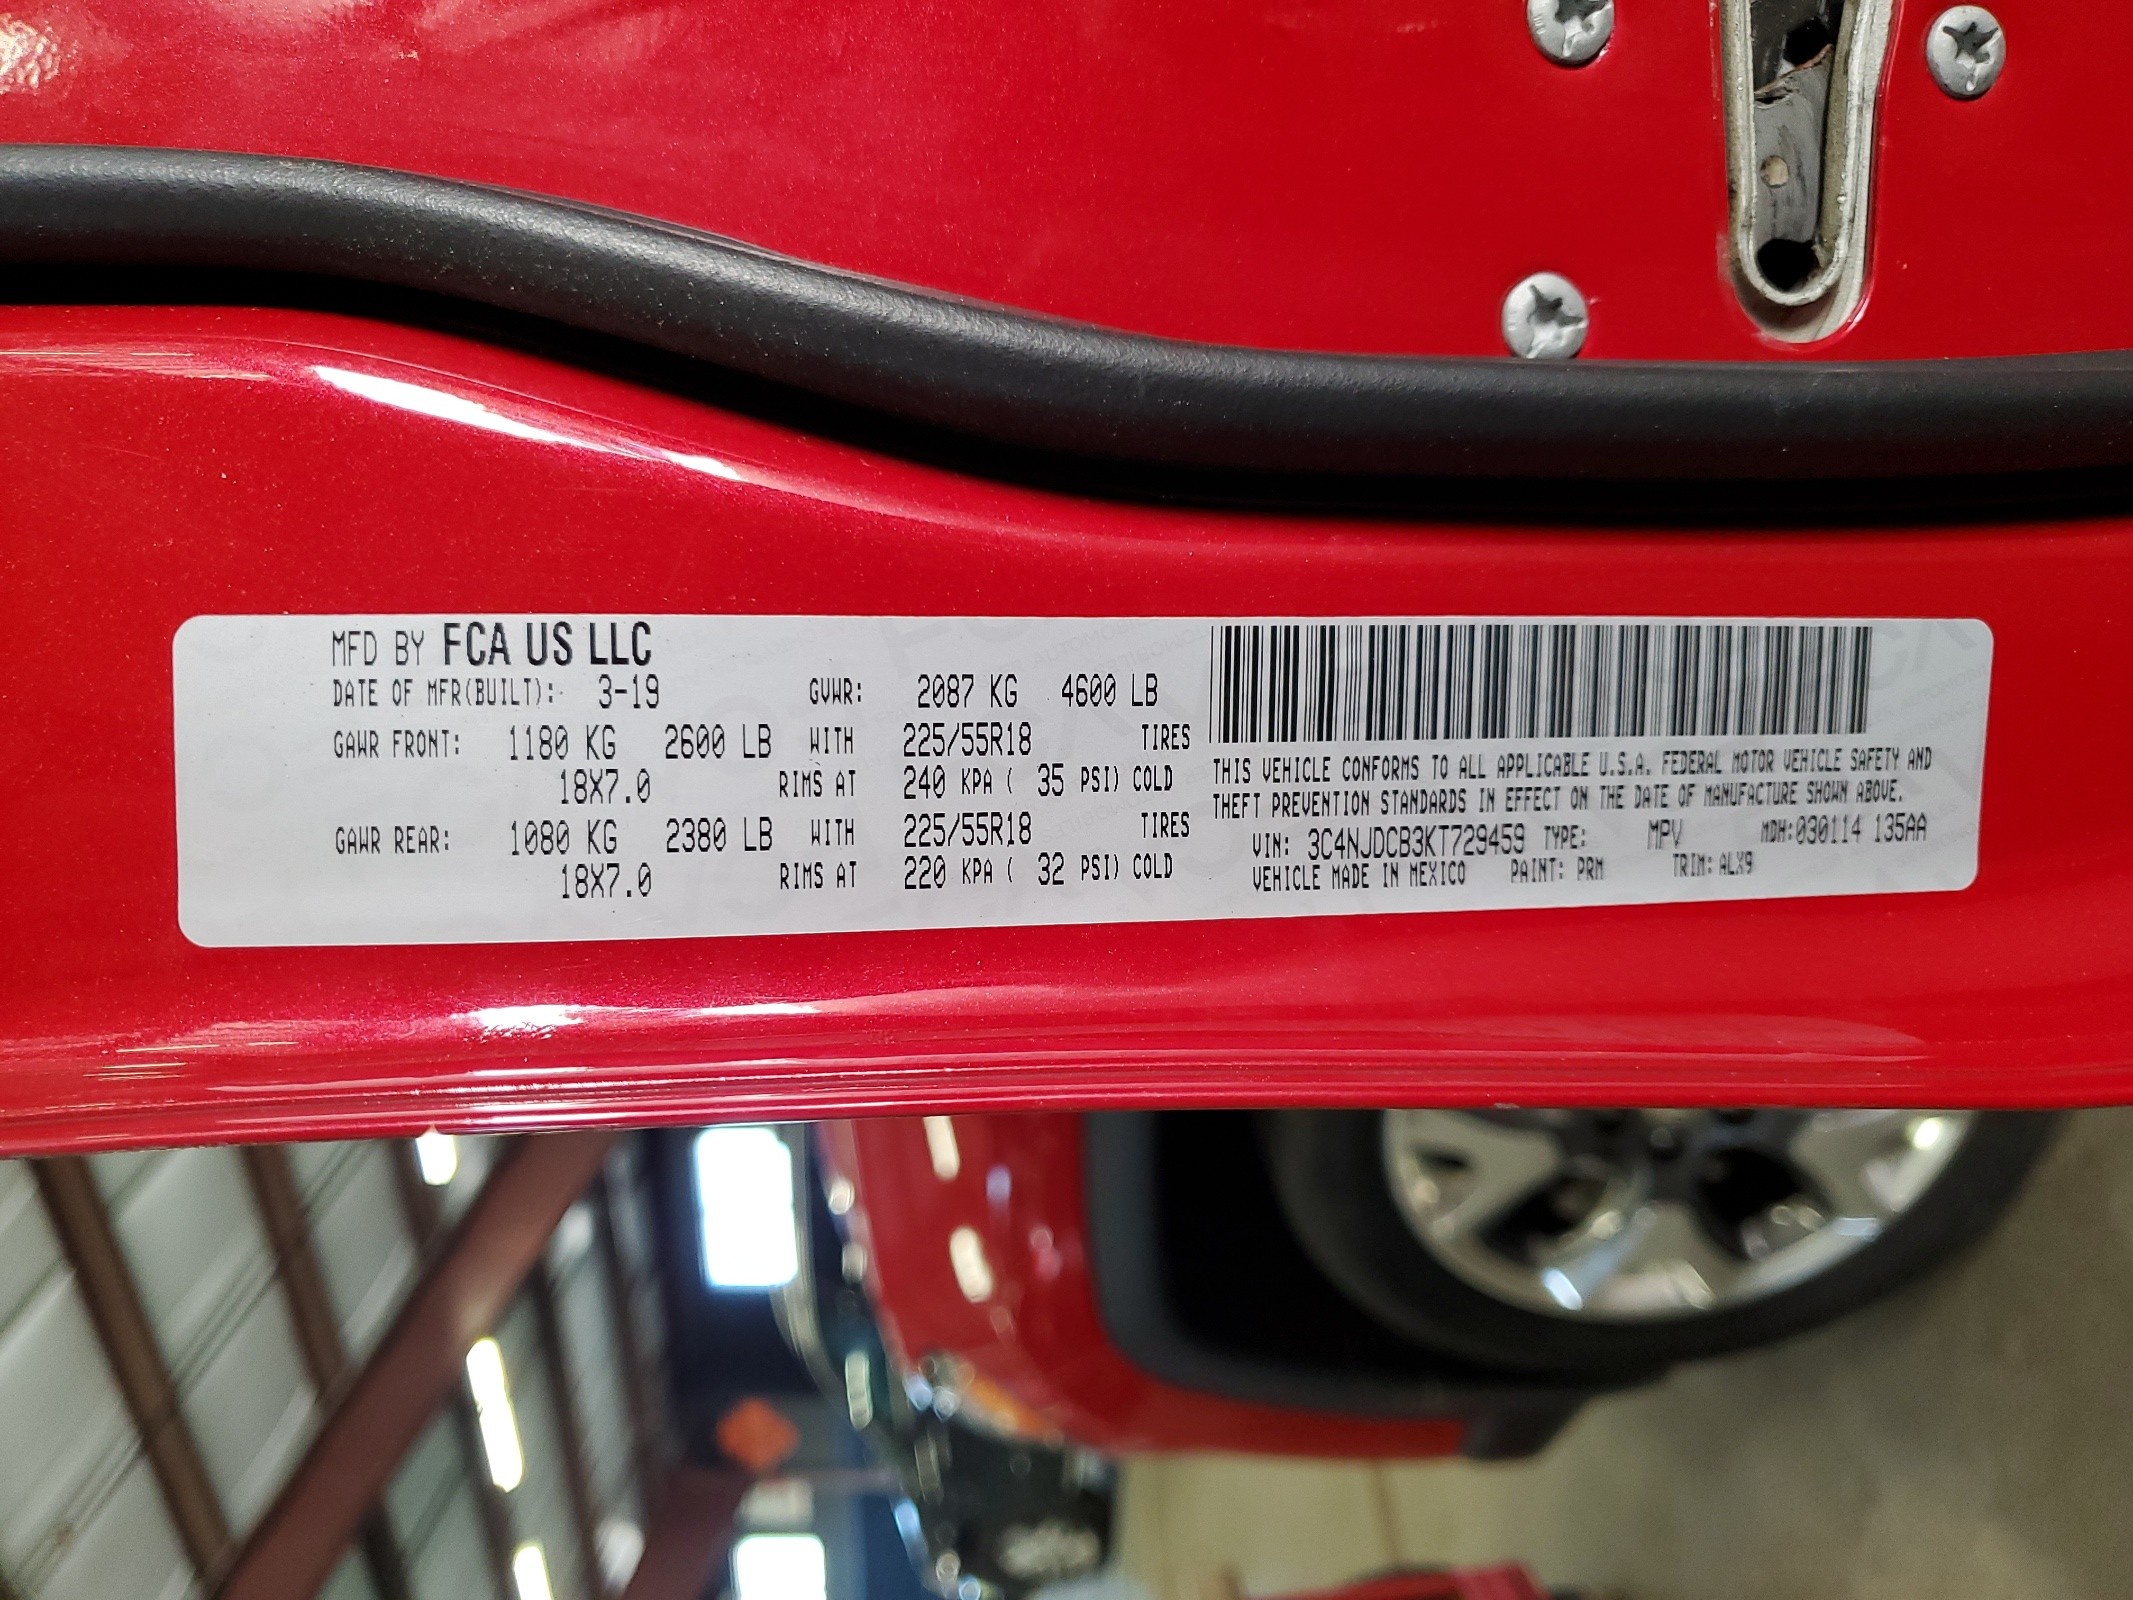 MFD BY FCA US LLC
DATE OF MFR(BUILT): 3-19 GVWR: 2087 KG 4600 LB
GAWR FRONT: 1180 KG 2600 LB WITH 225/55R18 TIRES
18X7.0 RIMS AT 240 KPA ( 35 PSI) COLD
GAWR REAR: 1080 KG 2380 LB WITH 225/55R18 TIRES
18X7.0 RIMS AT 220 KPA ( 32 PSI) COLD
THIS VEHICLE CONFORMS TO ALL APPLICABLE U.S.A. FEDERAL MOTOR VEHICLE SAFETY AND
THEFT PREVENTION STANDARDS IN EFFECT ON THE DATE OF MANUFACTURE SHOWN ABOVE.
VIN: 3C4NJDCB3KT729459 TYPE: MPV MDH:030114 135AA
VEHICLE MADE IN MEXICO PAINT: PRM TRIM: ALX9